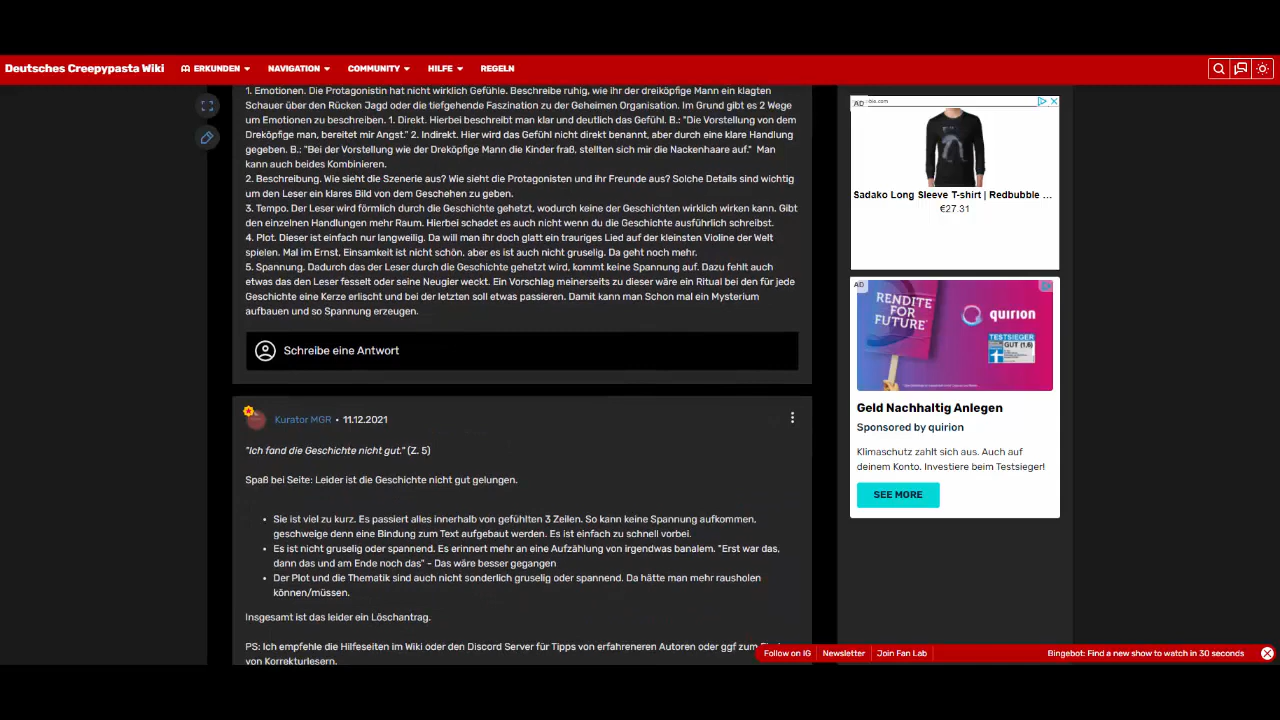 Deutsches Creepypasta Wiki
ERKUNDEN
NAVIGATION
COMMUNITY
HILFE
REGELN
1. Emotionen. Die Protagonistin hat nicht wirklich Gefühle. Beschreibe ruhig, wie ihr der dreiköpfige Mann ein klagten
Schauer über den Rücken Jagd oder die tiefgehende Faszination zu der Geheimen Organisation. Im Grund gibt es 2 Wege
um Emotionen zu beschreiben. 1. Direkt. Hierbei beschreibt man klar und deutlich das Gefühl. B.: "Die Vorstellung von dem
Dreiköpfige man, bereitet mir Angst." 2. Indirekt. Hier wird das Gefühl nicht direkt benannt, aber durch eine klare Handlung
gegeben. B.: "Bei der Vorstellung wie der Dreiköpfige Mann die Kinder fraß, stellten sich mir die Nackenhaare auf." Man
kann auch beides Kombinieren.
2. Beschreibung. Wie sieht die Szenerie aus? Wie sieht die Protagonisten und ihr Freunde aus? Solche Details sind wichtig
um den Leser ein klares Bild von dem Geschehen zu geben.
3. Tempo. Der Leser wird förmlich durch die Geschichte gehetzt, wodurch keine der Geschichten wirklich wirken kann. Gibt
den einzelnen Handlungen mehr Raum. Hierbei schadet es auch nicht wenn du die Geschichte ausführlich schreibst.
4. Plot. Dieser ist einfach nur langweilig. Da will man ihr doch glatt ein trauriges Lied auf der kleinsten Violine der Welt
spielen. Mal im Ernst, Einsamkeit ist nicht schön, aber es ist auch nicht gruselig. Da geht noch mehr.
5. Spannung. Dadurch das der Leser durch die Geschichte gehetzt wird, kommt keine Spannung auf. Dazu fehlt auch
etwas das den Leser fesselt oder seine Neugier weckt. Ein Vorschlag meinerseits zu dieser wäre ein Ritual bei den für jede
Geschichte eine Kerze erlischt und bei der letzten soll etwas passieren. Damit kann man Schon mal ein Mysterium
aufbauen und so Spannung erzeugen.
Schreibe eine Antwort
Kurator MGR • 11.12.2021
"Ich fand die Geschichte nicht gut." (Z. 5)
Spaß bei Seite: Leider ist die Geschichte nicht gut gelungen.
• Sie ist viel zu kurz. Es passiert alles innerhalb von gefühlten 3 Zeilen. So kann keine Spannung aufkommen,
geschweige denn eine Bindung zum Text aufgebaut werden. Es ist einfach zu schnell vorbei.
• Es ist nicht gruselig oder spannend. Es erinnert mehr an eine Aufzählung von irgendwas banalem. "Erst war das,
dann das und am Ende noch das" - Das wäre besser gegangen
• Der Plot und die Thematik sind auch nicht sonderlich gruselig oder spannend. Da hätte man mehr rausholen
können/müssen.
Insgesamt ist das leider ein Löschantrag.
PS: Ich empfehle die Hilfeseiten im Wiki oder den Discord Server für Tipps von erfahreneren Autoren oder ggf zum
von Korrekturlesern.
AD
Sadako Long Sleeve T-shirt | Redbubble ...
€27.31
AD
RENDITE
FOR
FUTURE
quirion
TESTSIEGER
GUT (1,6)
Geld Nachhaltig Anlegen
Sponsored by quirion
Klimaschutz zahlt sich aus. Auch auf
deinem Konto. Investiere beim Testsieger!
SEE MORE
Follow on IG
Newsletter
Join Fan Lab
Bingebot: Find a new show to watch in 30 seconds